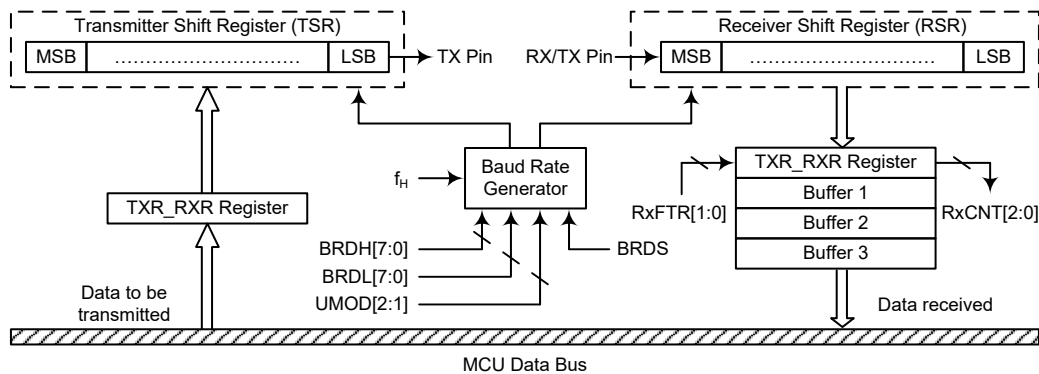 Transmitter Shift Register (TSR)
MSB ................................ LSB
TX Pin
RX/TX Pin
Receiver Shift Register (RSR)
MSB ................................ LSB
TXR_RXR Register
Baud Rate
Generator
fH
BRDH[7:0]
BRDL[7:0]
UMOD[2:1]
BRDS
TXR_RXR Register
Buffer 1
Buffer 2
Buffer 3
RxFTR[1:0]
RxCNT[2:0]
Data to be
transmitted
Data received
MCU Data Bus